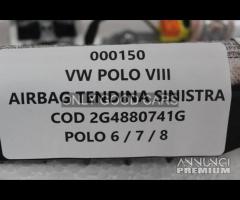 000150
VW POLO VIII
AIRBAG TENDINA SINISTRA
COD 2G4880741G
POLO 6 / 7 / 8
ANNUNCI
PREMIUM